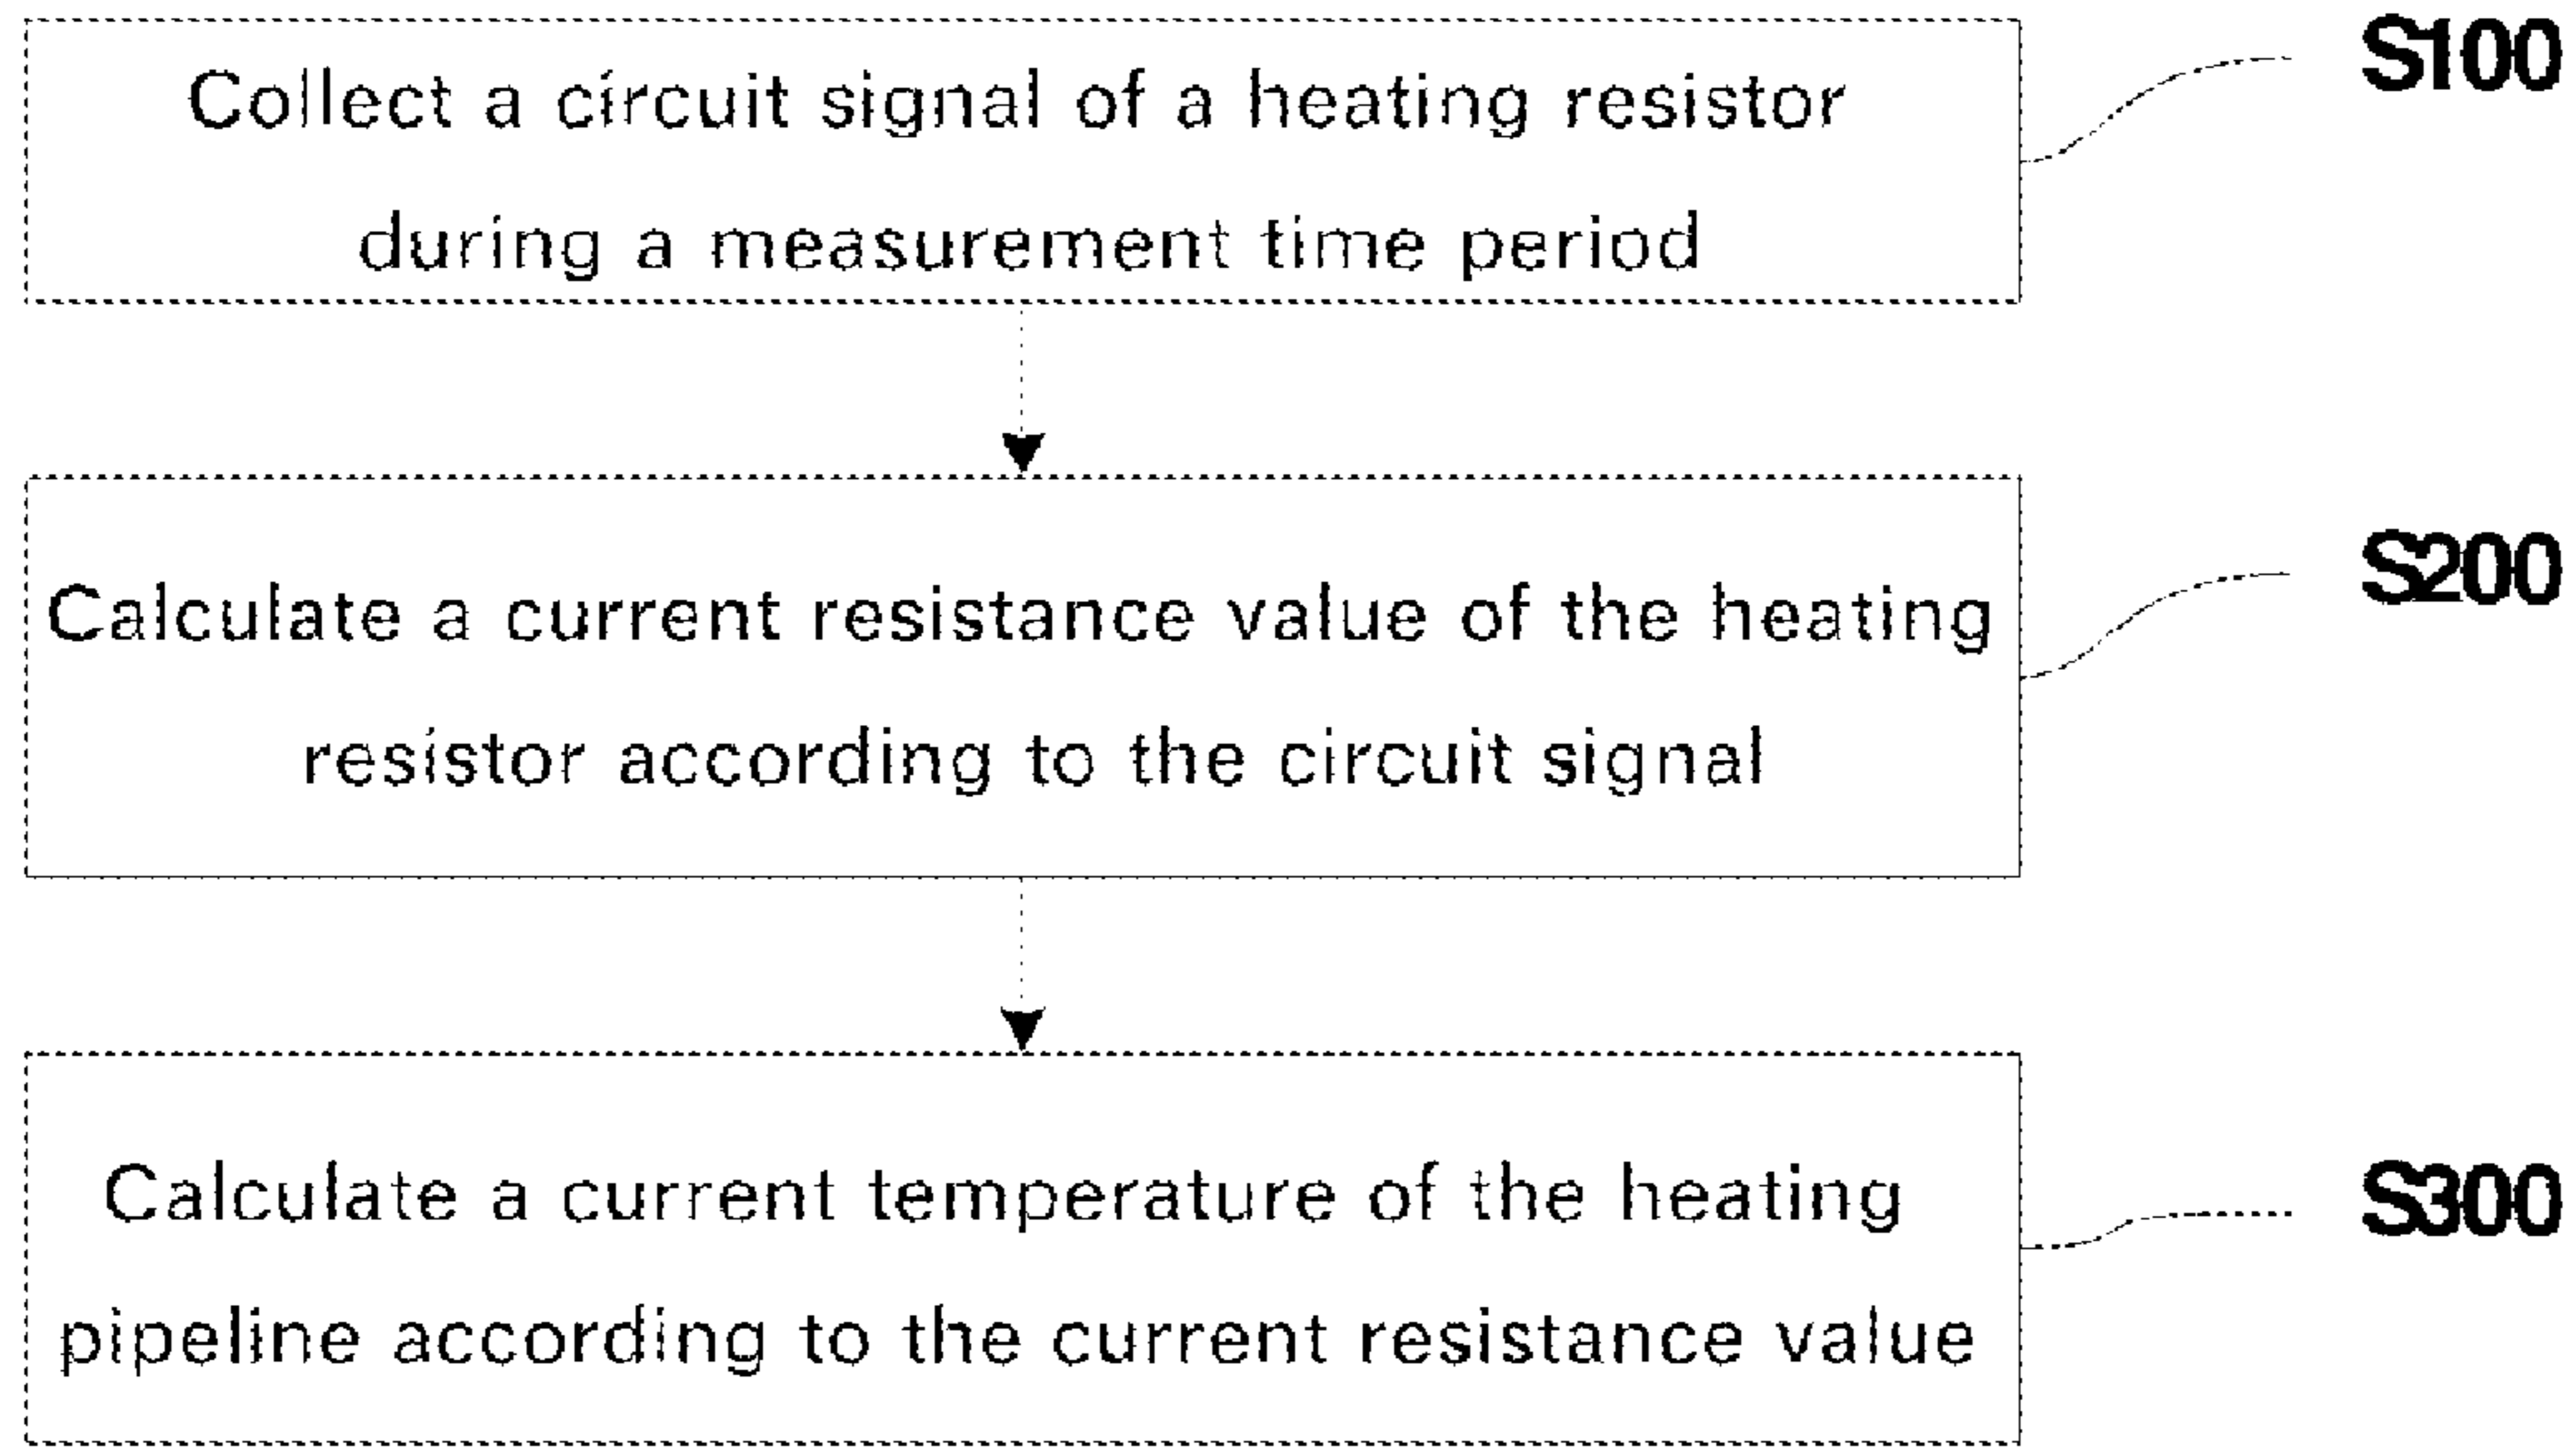 Collect a circuit signal of a heating resistor
during a measurement time period
S100
Calculate a current resistance value of the heating
resistor according to the circuit signal
S200
Calculate a current temperature of the heating
pipeline according to the current resistance value
S300